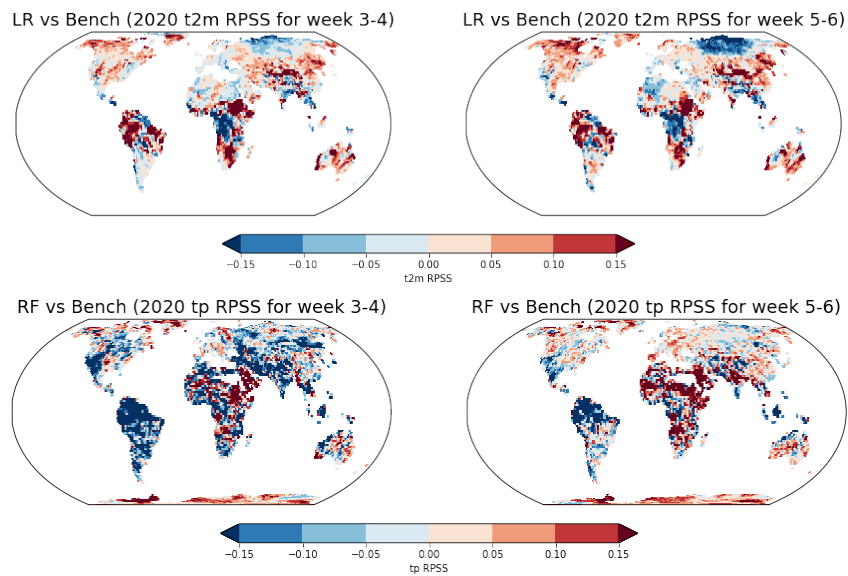 LR vs Bench (2020 t2m RPSS for week 3-4)
LR vs Bench (2020 t2m RPSS for week 5-6)
−0.15 −0.10 −0.05 0.00 0.05 0.10 0.15
t2m RPSS
RF vs Bench (2020 tp RPSS for week 3-4)
RF vs Bench (2020 tp RPSS for week 5-6)
−0.15 −0.10 −0.05 0.00 0.05 0.10 0.15
tp RPSS